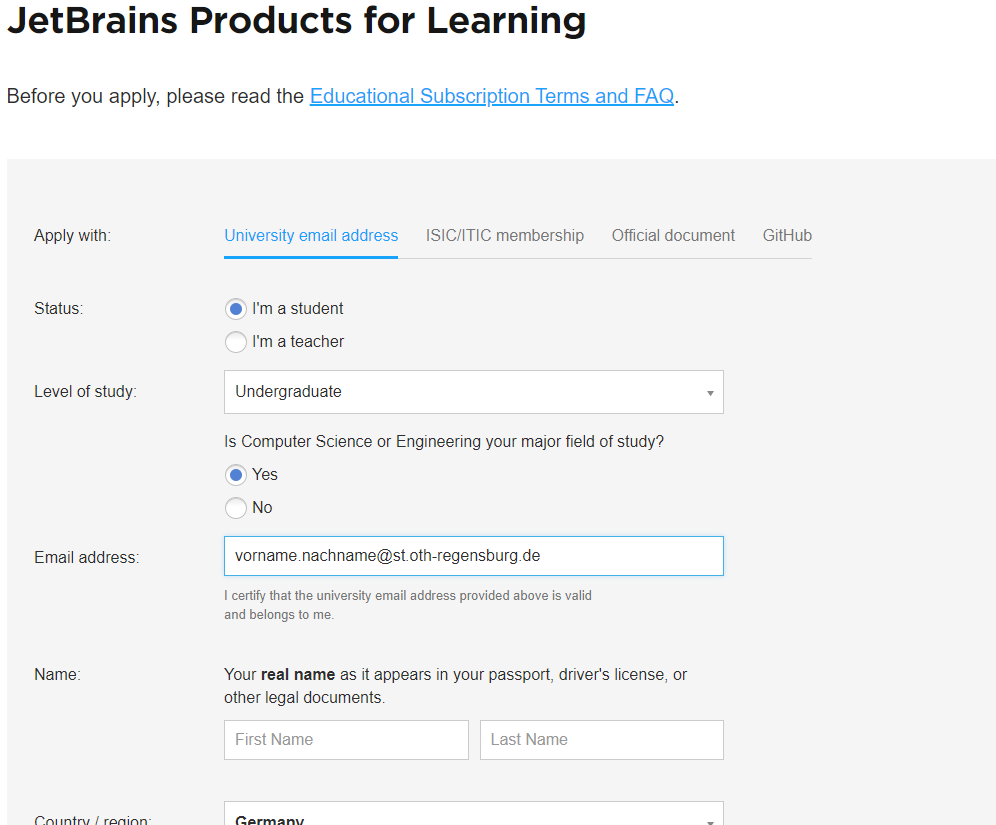 JetBrains Products for Learning
Before you apply, please read the Educational Subscription Terms and FAQ.
Apply with: University email address ISIC/ITIC membership Official document GitHub
Status: I'm a student
I'm a teacher
Level of study: Undergraduate
Is Computer Science or Engineering your major field of study?
Yes
No
Email address: vorname.nachname@st.oth-regensburg.de
I certify that the university email address provided above is valid
and belongs to me.
Name: Your real name as it appears in your passport, driver's license, or
other legal documents.
First Name Last Name
Country / region: Germany